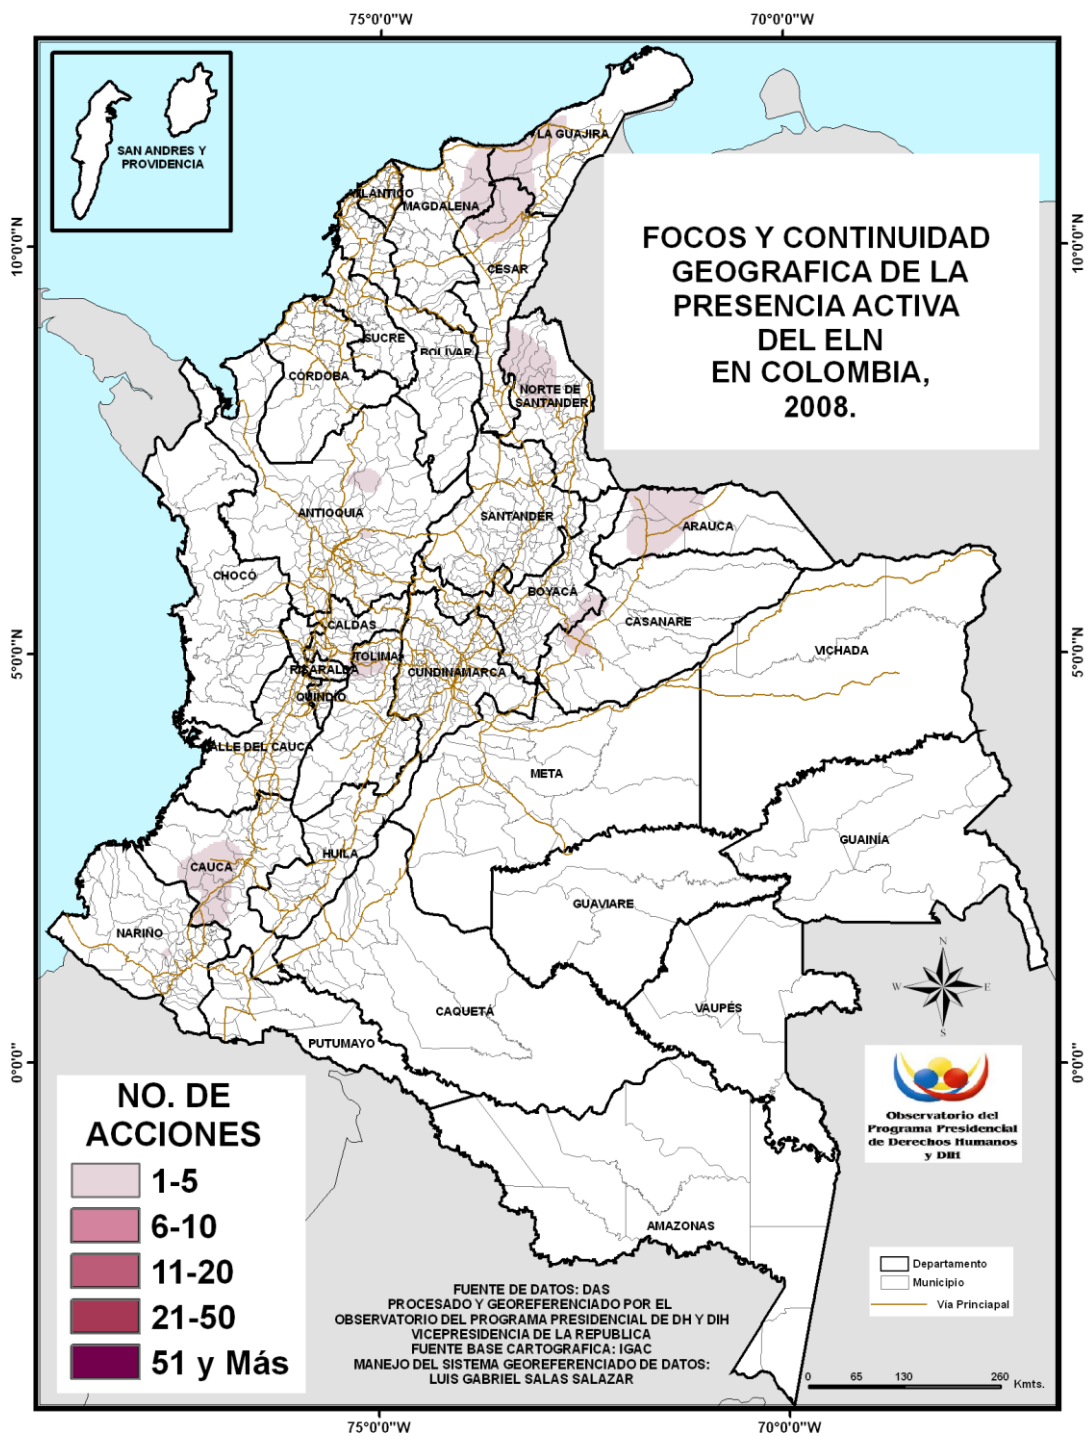 75°0'0"W
70°0'0"W
SAN ANDRES Y
PROVIDENCIA
LA GUAJIRA
ATLÁNTICO
MAGDALENA
10°0'0"N
10°0'0"N
FOCOS Y CONTINUIDAD
GEOGRAFICA DE LA
PRESENCIA ACTIVA
DEL ELN
EN COLOMBIA,
2008.
CESAR
SUCRE
BOLÍVAR
CÓRDOBA
NORTE DE
SANTANDER
ANTIOQUIA
SANTANDER
ARAUCA
CHOCÓ
BOYACÁ
CALDAS
CASANARE
VICHADA
5°0'0"N
5°0'0"N
TOLIMA
RISARALDA
CUNDINAMARCA
QUINDÍO
VALLE DEL CAUCA
META
GUAINÍA
CAUCA
HUILA
GUAVIARE
NARIÑO
N
W
E
S
CAQUETÁ
VAUPÉS
PUTUMAYO
0°0'0"
0°0'0"
Observatorio del
Programa Presidencial
de Derechos Humanos
y DIH
NO. DE
ACCIONES
1-5
6-10
11-20
21-50
51 y Más
AMAZONAS
Departamento
Municipio
Vía Princiapal
FUENTE DE DATOS: DAS
PROCESADO Y GEOREFERENCIADO POR EL
OBSERVATORIO DEL PROGRAMA PRESIDENCIAL DE DH Y DIH
VICEPRESIDENCIA DE LA REPUBLICA
FUENTE BASE CARTOGRAFICA: IGAC
MANEJO DEL SISTEMA GEOREFERENCIADO DE DATOS:
LUIS GABRIEL SALAS SALAZAR
0 65 130 260
Kmts.
75°0'0"W
70°0'0"W